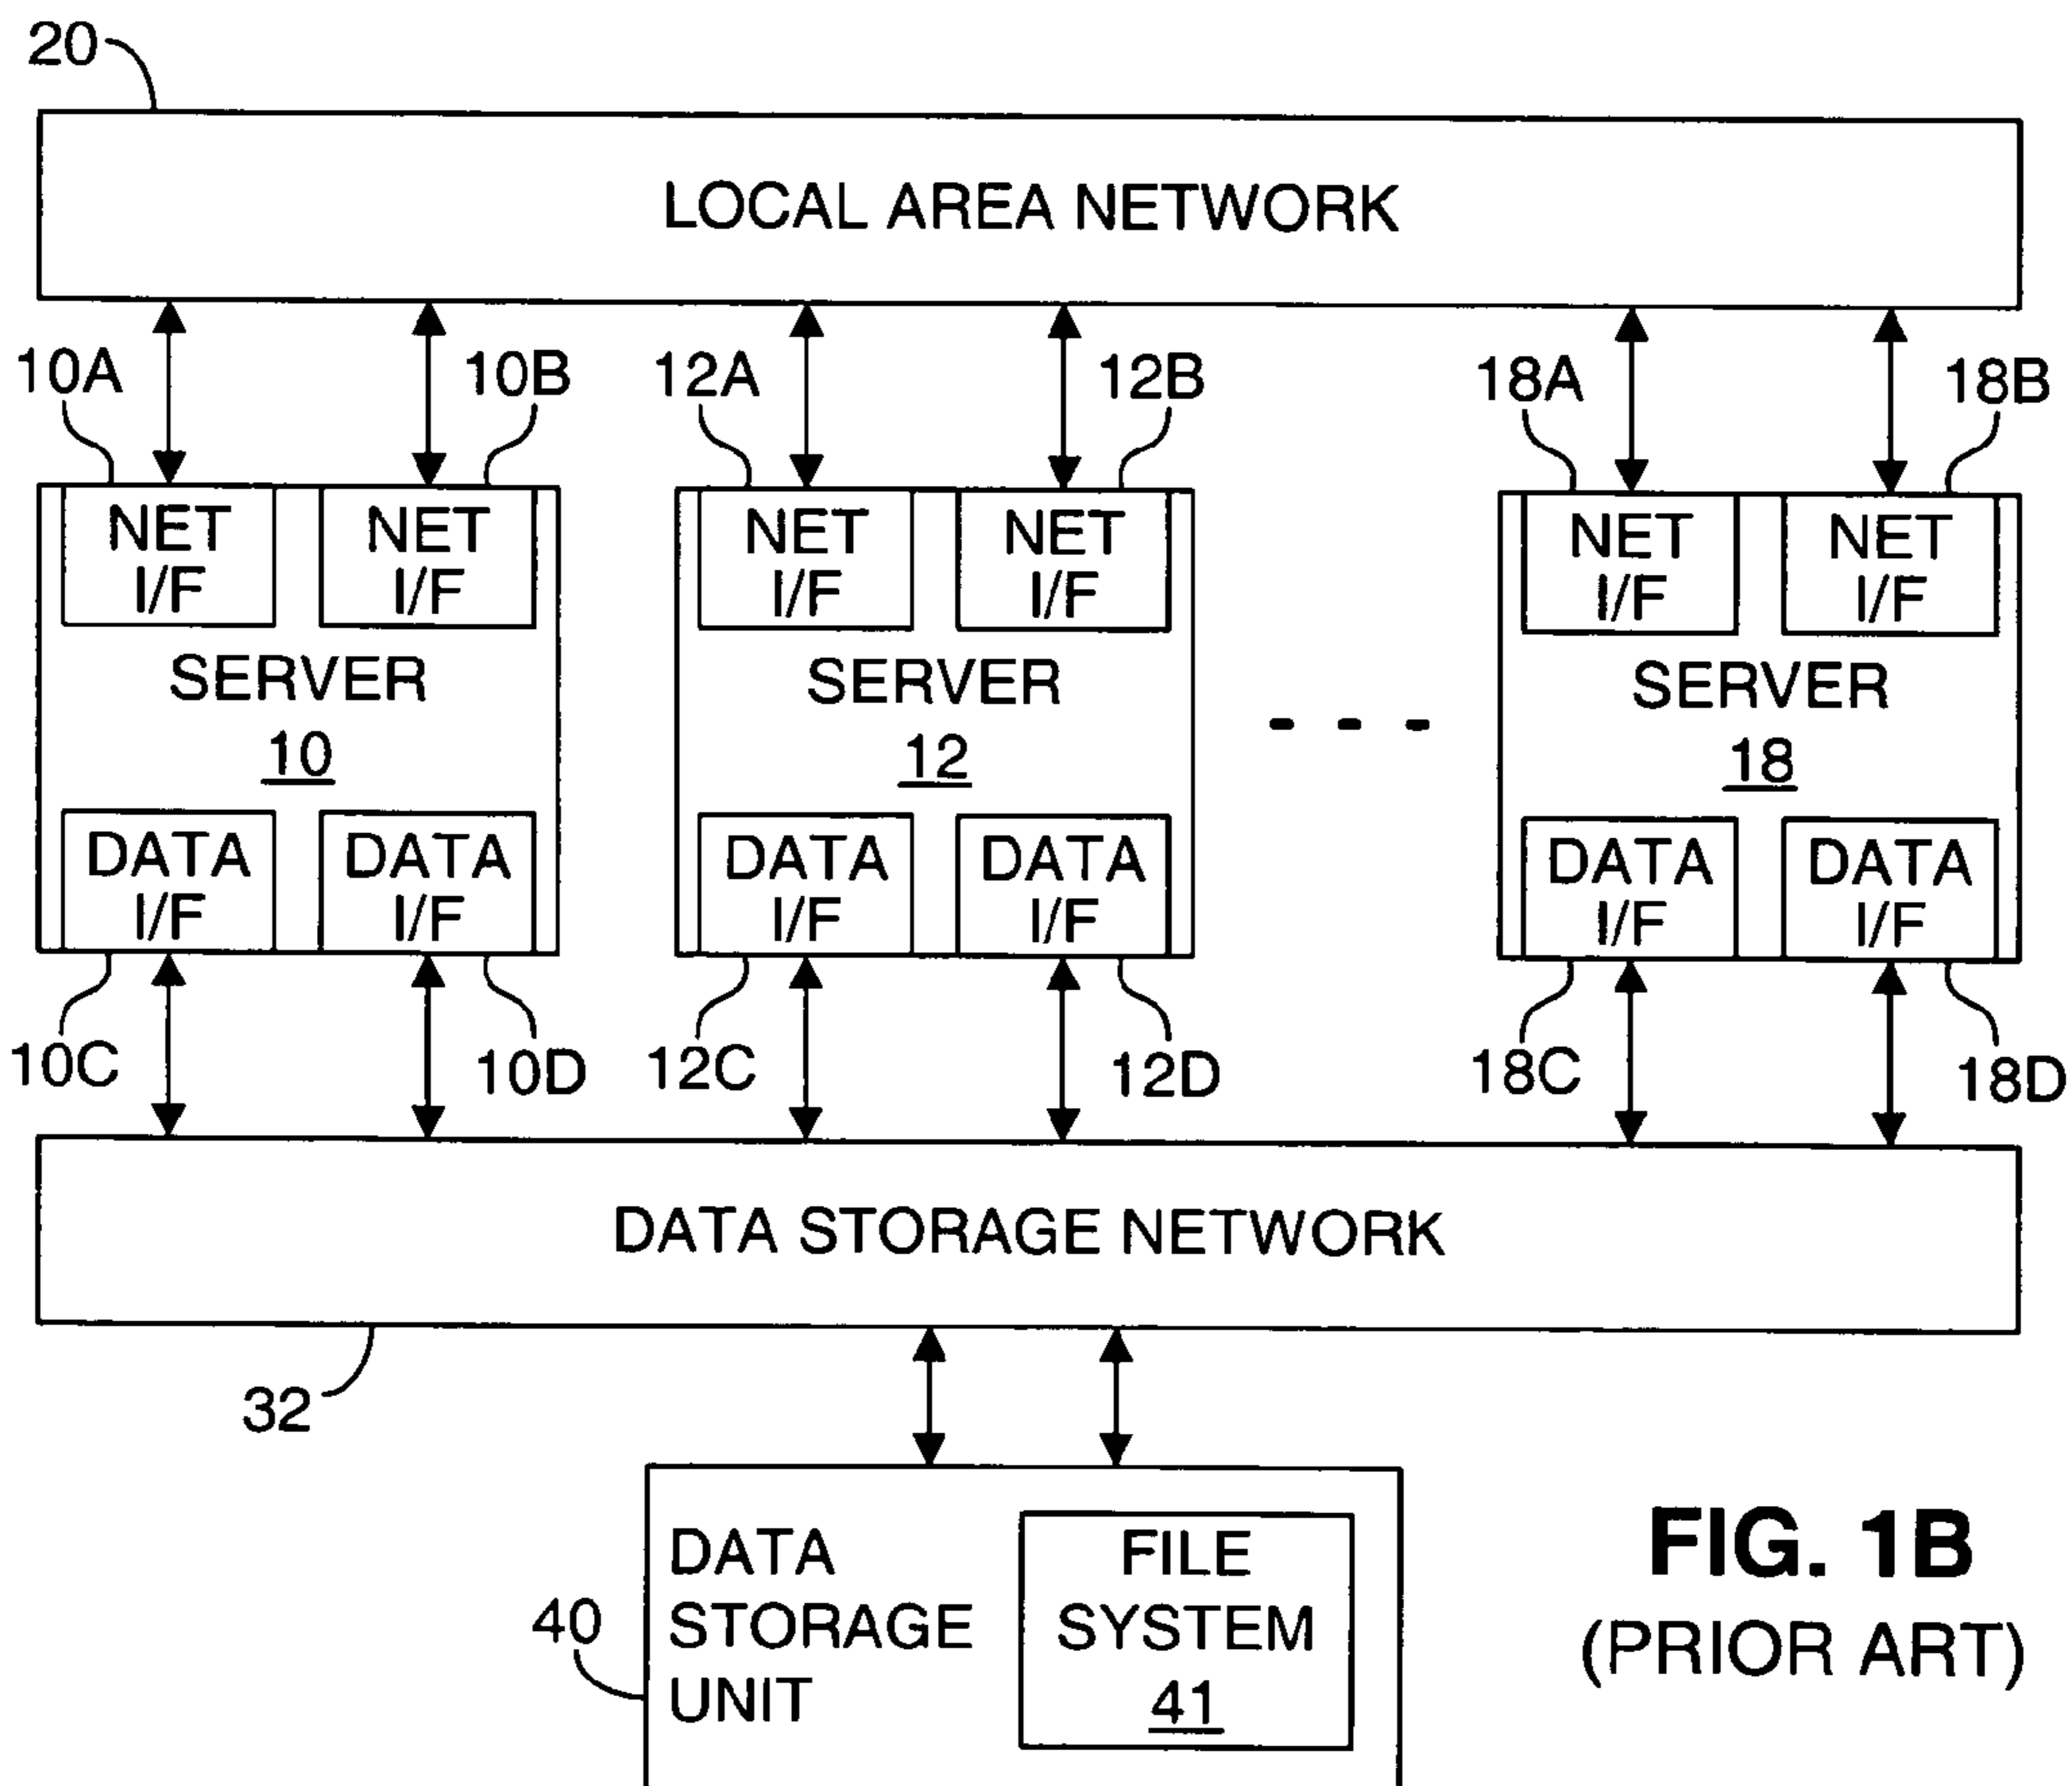 20
LOCAL AREA NETWORK
10A 10B 12A 12B 18A 18B
NET NET NET NET NET NET
I/F I/F I/F I/F I/F I/F
SERVER SERVER SERVER
10 12 - - - 18
DATA DATA DATA DATA DATA DATA
I/F I/F I/F I/F I/F I/F
10C 10D 12C 12D 18C 18D
DATA STORAGE NETWORK
32
DATA
STORAGE
UNIT
FILE
SYSTEM
41
40
FIG. 1B
(PRIOR ART)